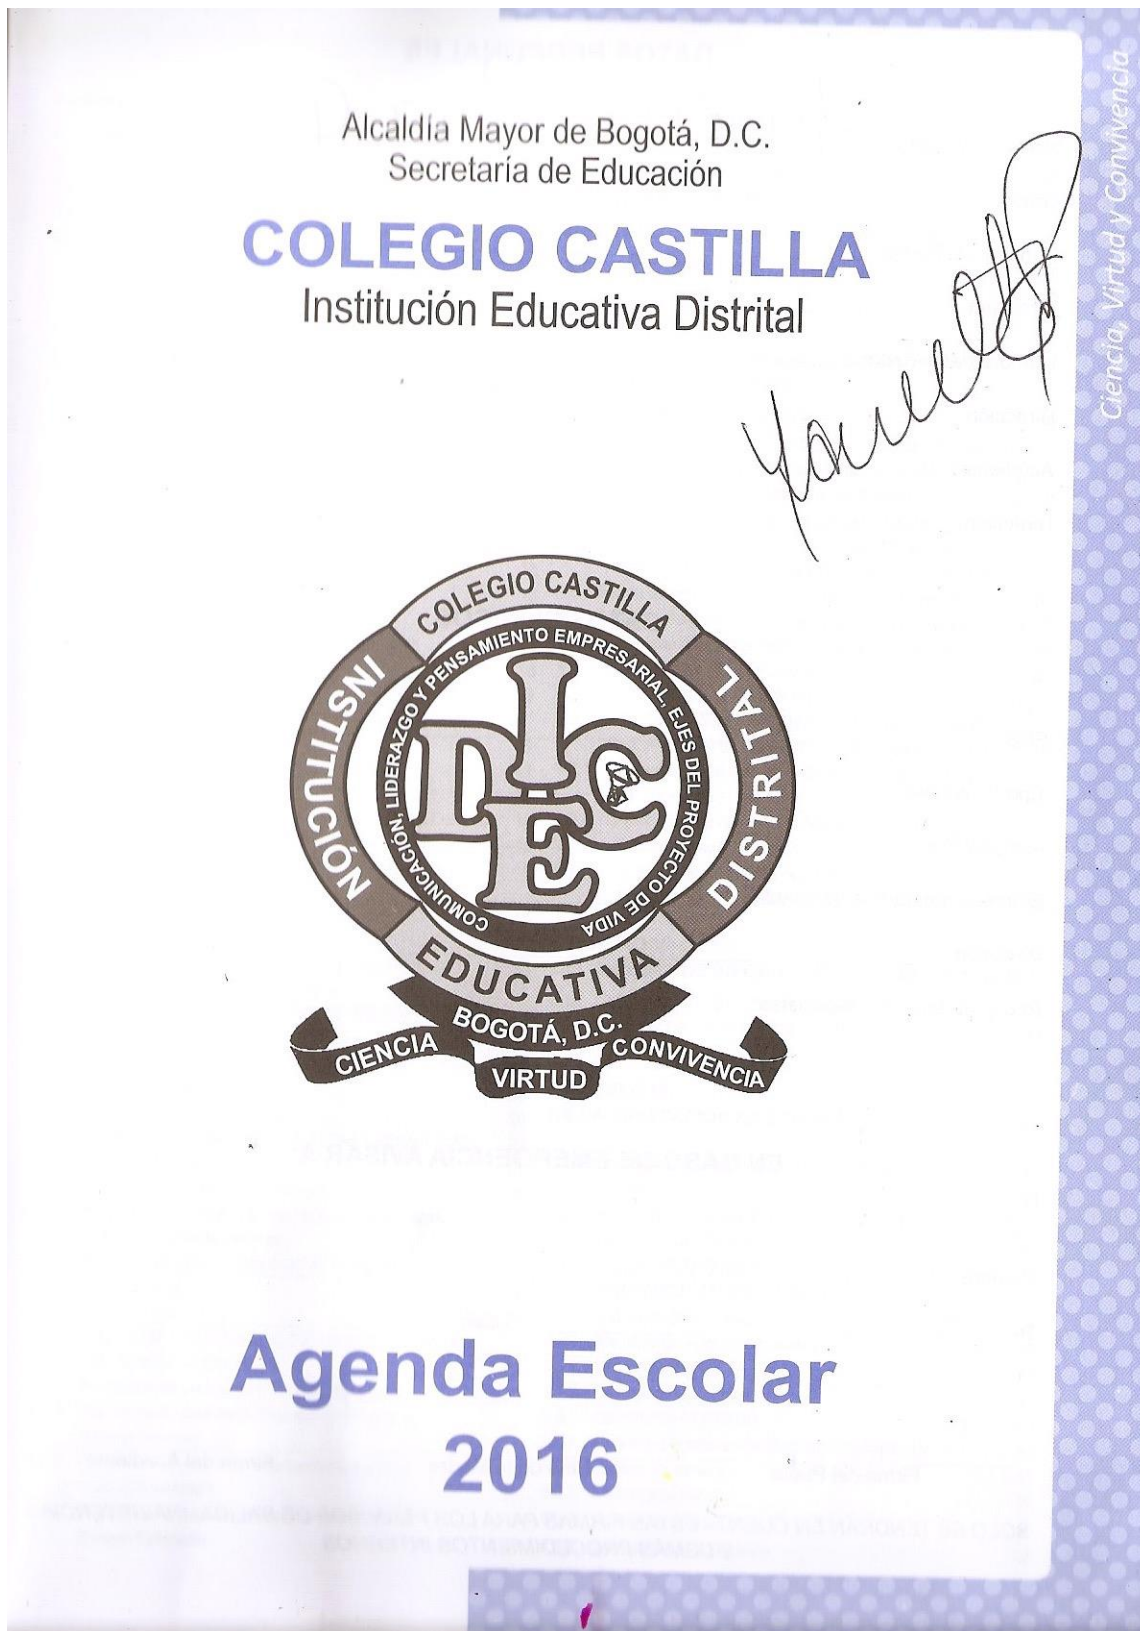 Alcaldía Mayor de Bogotá, D.C.
Secretaría de Educación
COLEGIO CASTILLA
Institución Educativa Distrital
Ciencia, Virtud y Convivencia
COLEGIO CASTILLA
INSTITUCIÓN
DISTRITAL
EDUCATIVA
COMUNICACIÓN, LIDERAZGO Y PENSAMIENTO EMPRESARIAL, EJES DEL PROYECTO DE VIDA
D I C E
BOGOTÁ, D.C.
CIENCIA
VIRTUD
CONVIVENCIA
Agenda Escolar
2016